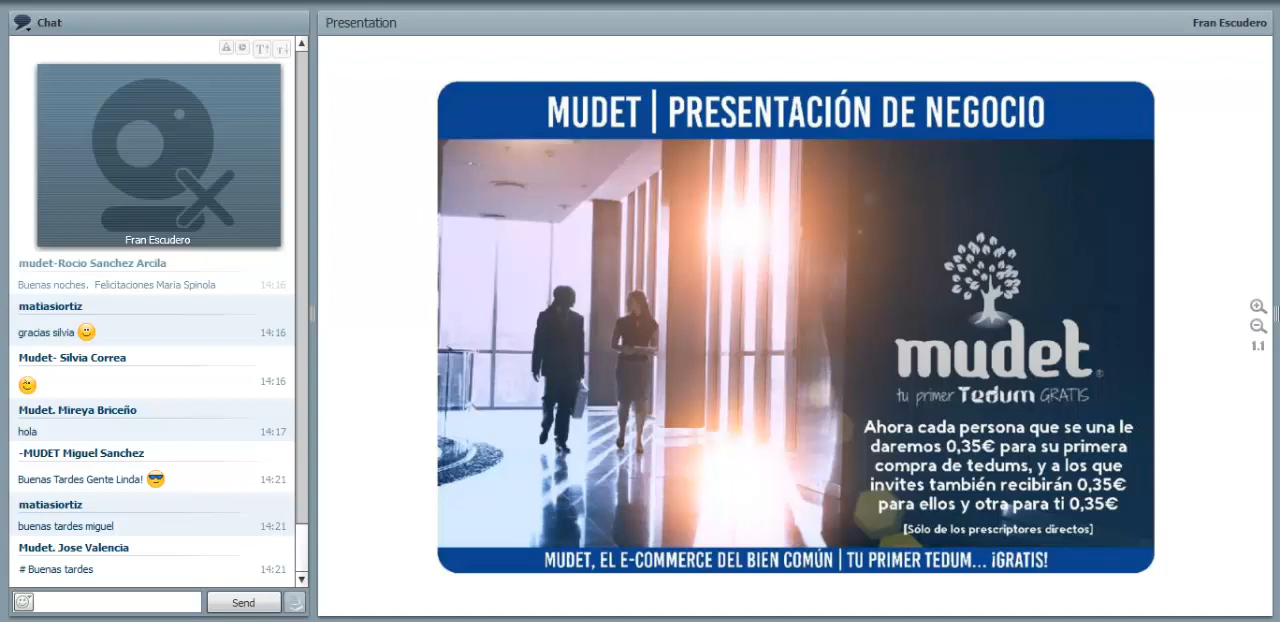 Chat
Fran Escudero
mudet-Rocio Sanchez Arcila
Buenas noches. Felicitaciones Maria Spinola 14:16
matiasiortiz
gracias silvia 14:16
Mudet- Silvia Correa
14:16
Mudet. Mireya Briceño
hola 14:17
-MUDET Miguel Sanchez
Buenas Tardes Gente Linda! 14:21
matiasiortiz
buenas tardes miguel 14:21
Mudet. Jose Valencia
# Buenas tardes 14:21
Send
Presentation
Fran Escudero
MUDET | PRESENTACIÓN DE NEGOCIO
mudet®
tu primer Tedum GRATIS
Ahora cada persona que se una le
daremos 0,35€ para su primera
compra de tedums, y a los que
invites también recibirán 0,35€
para ellos y otra para ti 0,35€
[Sólo de los prescriptores directos]
MUDET, EL E-COMMERCE DEL BIEN COMÚN | TU PRIMER TEDUM... ¡GRATIS!
1.1